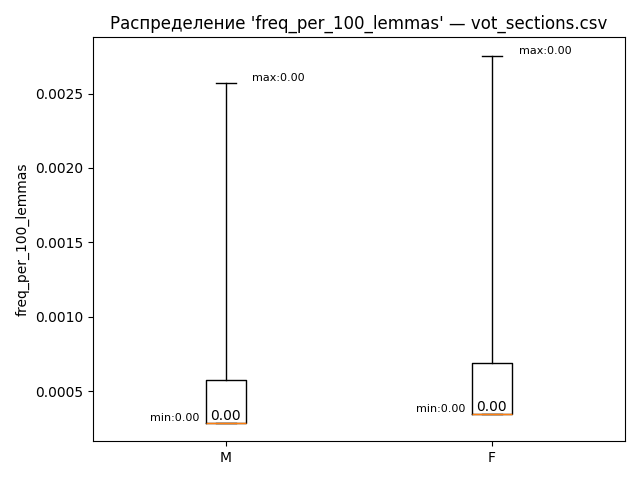 Распределение 'freq_per_100_lemmas' — vot_sections.csv
max:0.00
max:0.00
0.0025
0.0020
0.0015
freq_per_100_lemmas
0.0010
0.0005
min:0.00
0.00
min:0.00
0.00
M
F